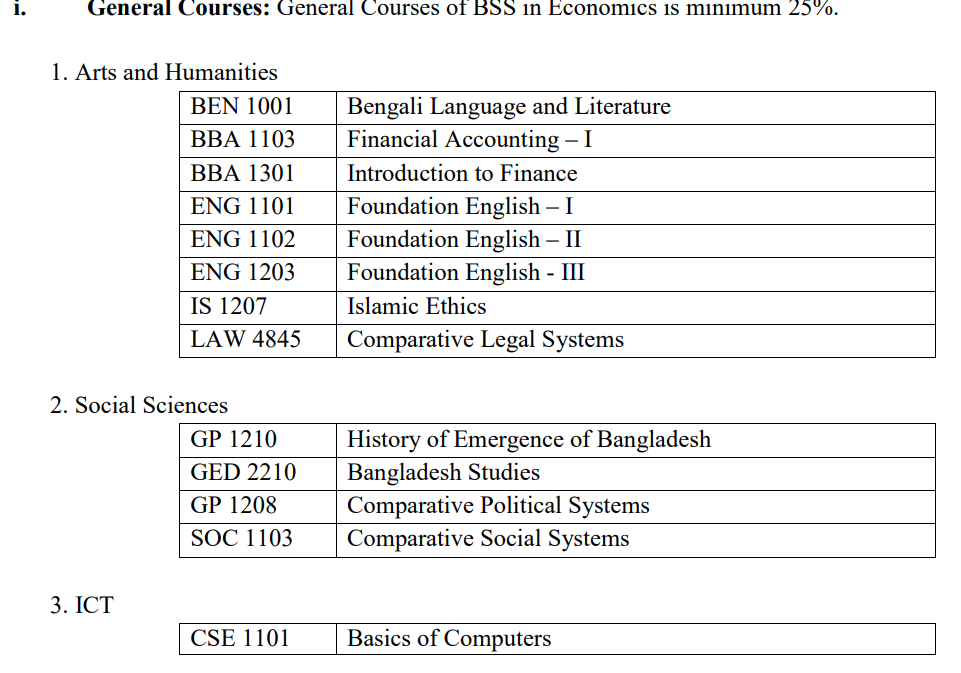 i. General Courses: General Courses of BSS in Economics is minimum 25%.
1. Arts and Humanities
BEN 1001 Bengali Language and Literature
BBA 1103 Financial Accounting – I
BBA 1301 Introduction to Finance
ENG 1101 Foundation English – I
ENG 1102 Foundation English – II
ENG 1203 Foundation English - III
IS 1207 Islamic Ethics
LAW 4845 Comparative Legal Systems
2. Social Sciences
GP 1210 History of Emergence of Bangladesh
GED 2210 Bangladesh Studies
GP 1208 Comparative Political Systems
SOC 1103 Comparative Social Systems
3. ICT
CSE 1101 Basics of Computers